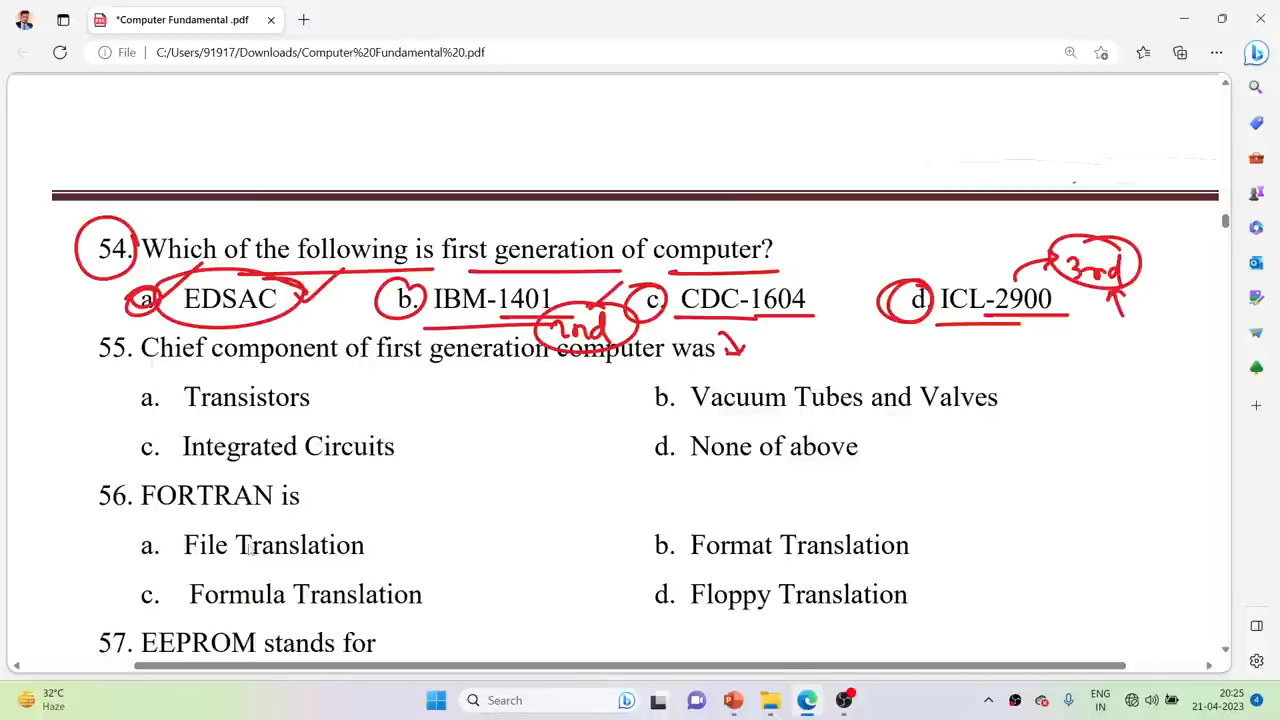 *Computer Fundamental .pdf
File C:/Users/91917/Downloads/Computer%20Fundamental%20.pdf
3rd
54. Which of the following is first generation of computer?
a. EDSAC b. IBM-1401 c. CDC-1604 d. ICL-2900
2nd
55. Chief component of first generation computer was
a. Transistors b. Vacuum Tubes and Valves
c. Integrated Circuits d. None of above
56. FORTRAN is
a. File Translation b. Format Translation
c. Formula Translation d. Floppy Translation
57. EEPROM stands for
32°C
Haze
Search
ENG
IN
20:25
21-04-2023
4